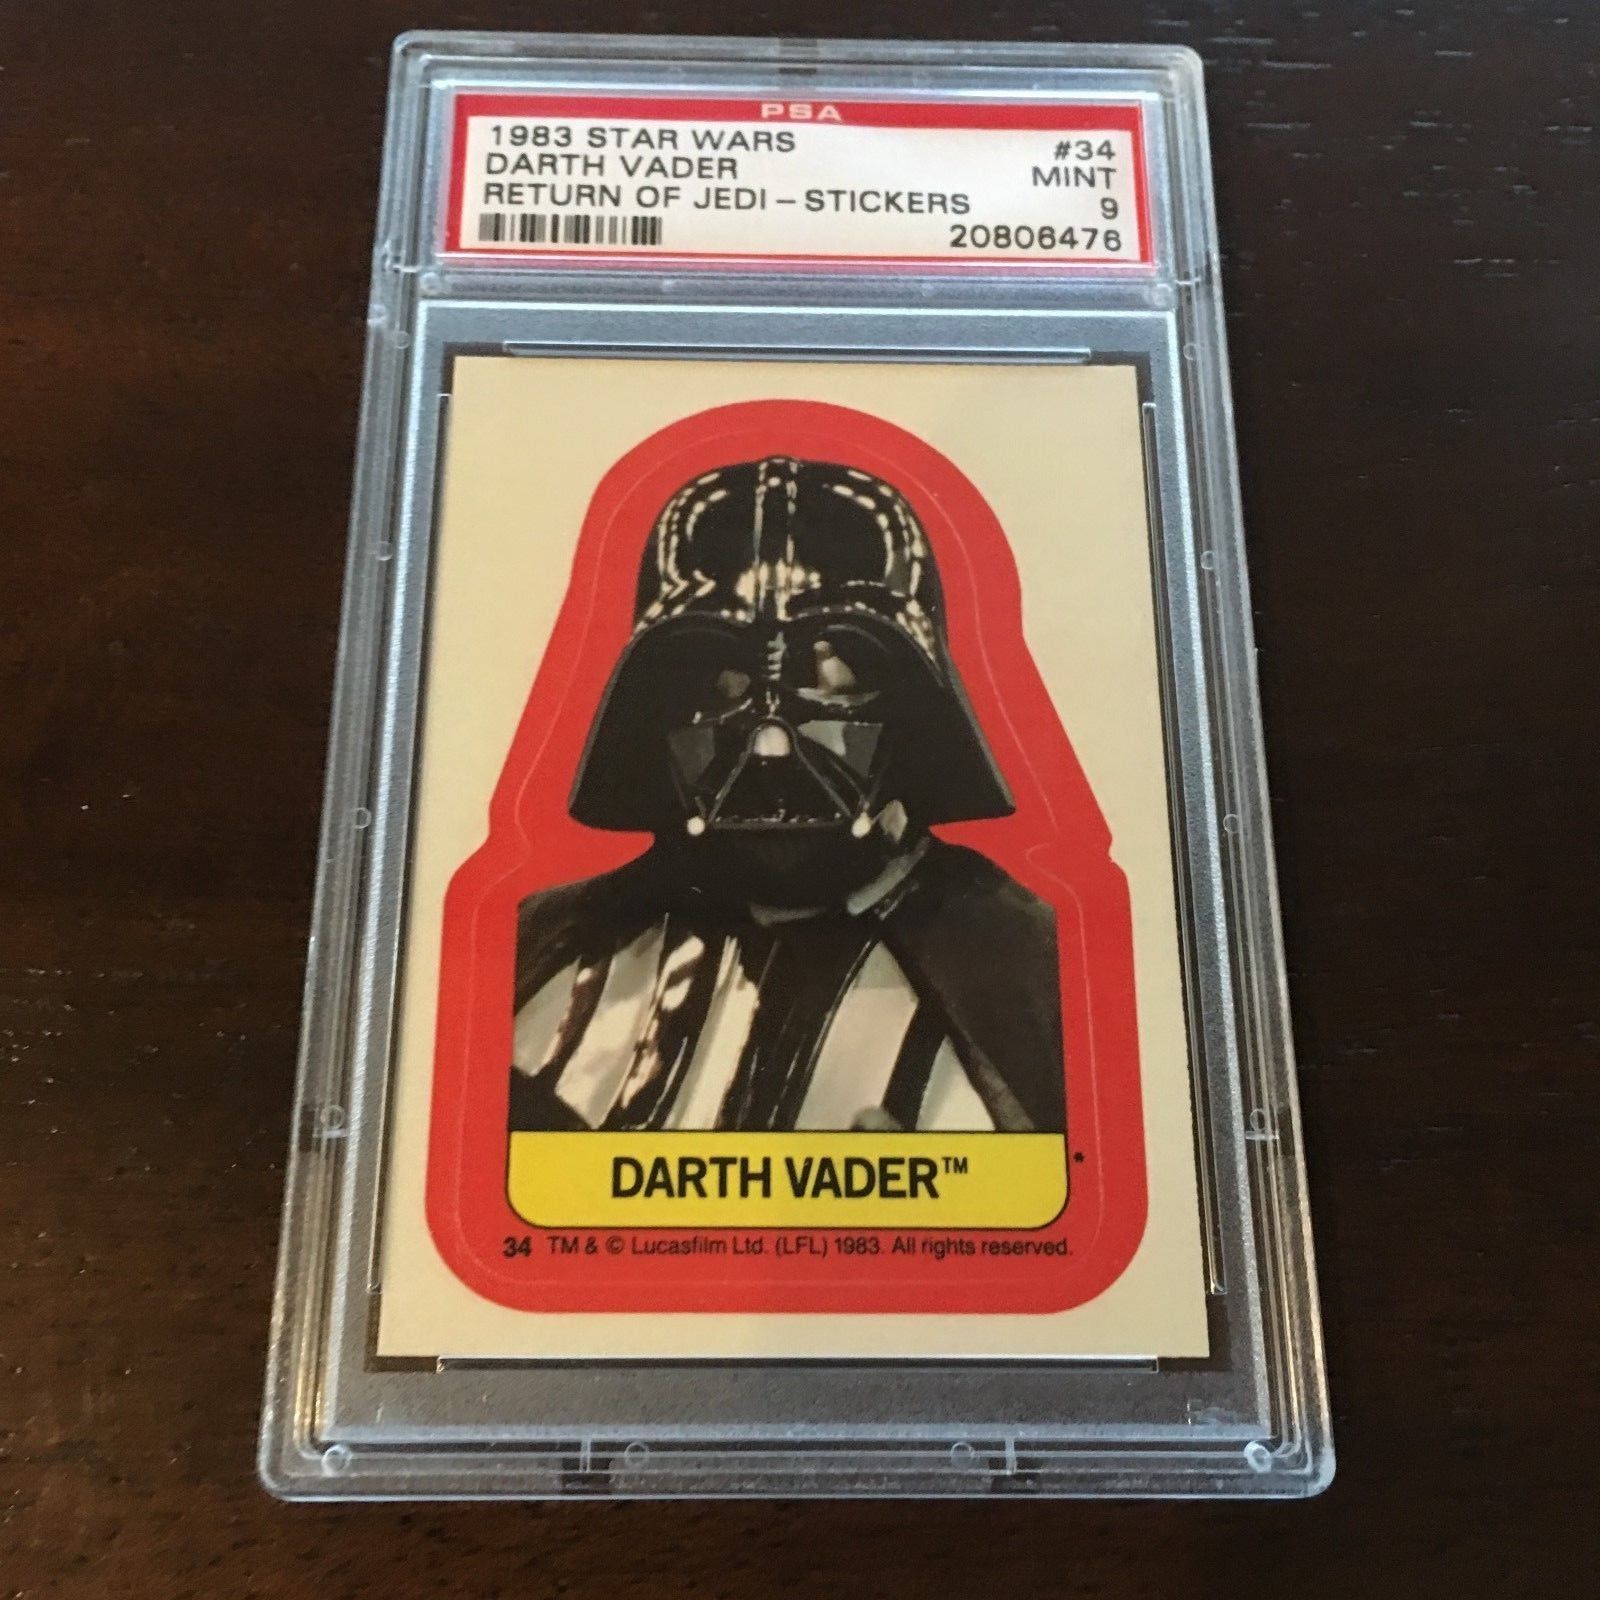 PSA
1983 STAR WARS #34
DARTH VADER MINT
RETURN OF JEDI – STICKERS 9
20806476
DARTH VADER™ *
34 TM & © Lucasfilm Ltd. (LFL) 1983. All rights reserved.